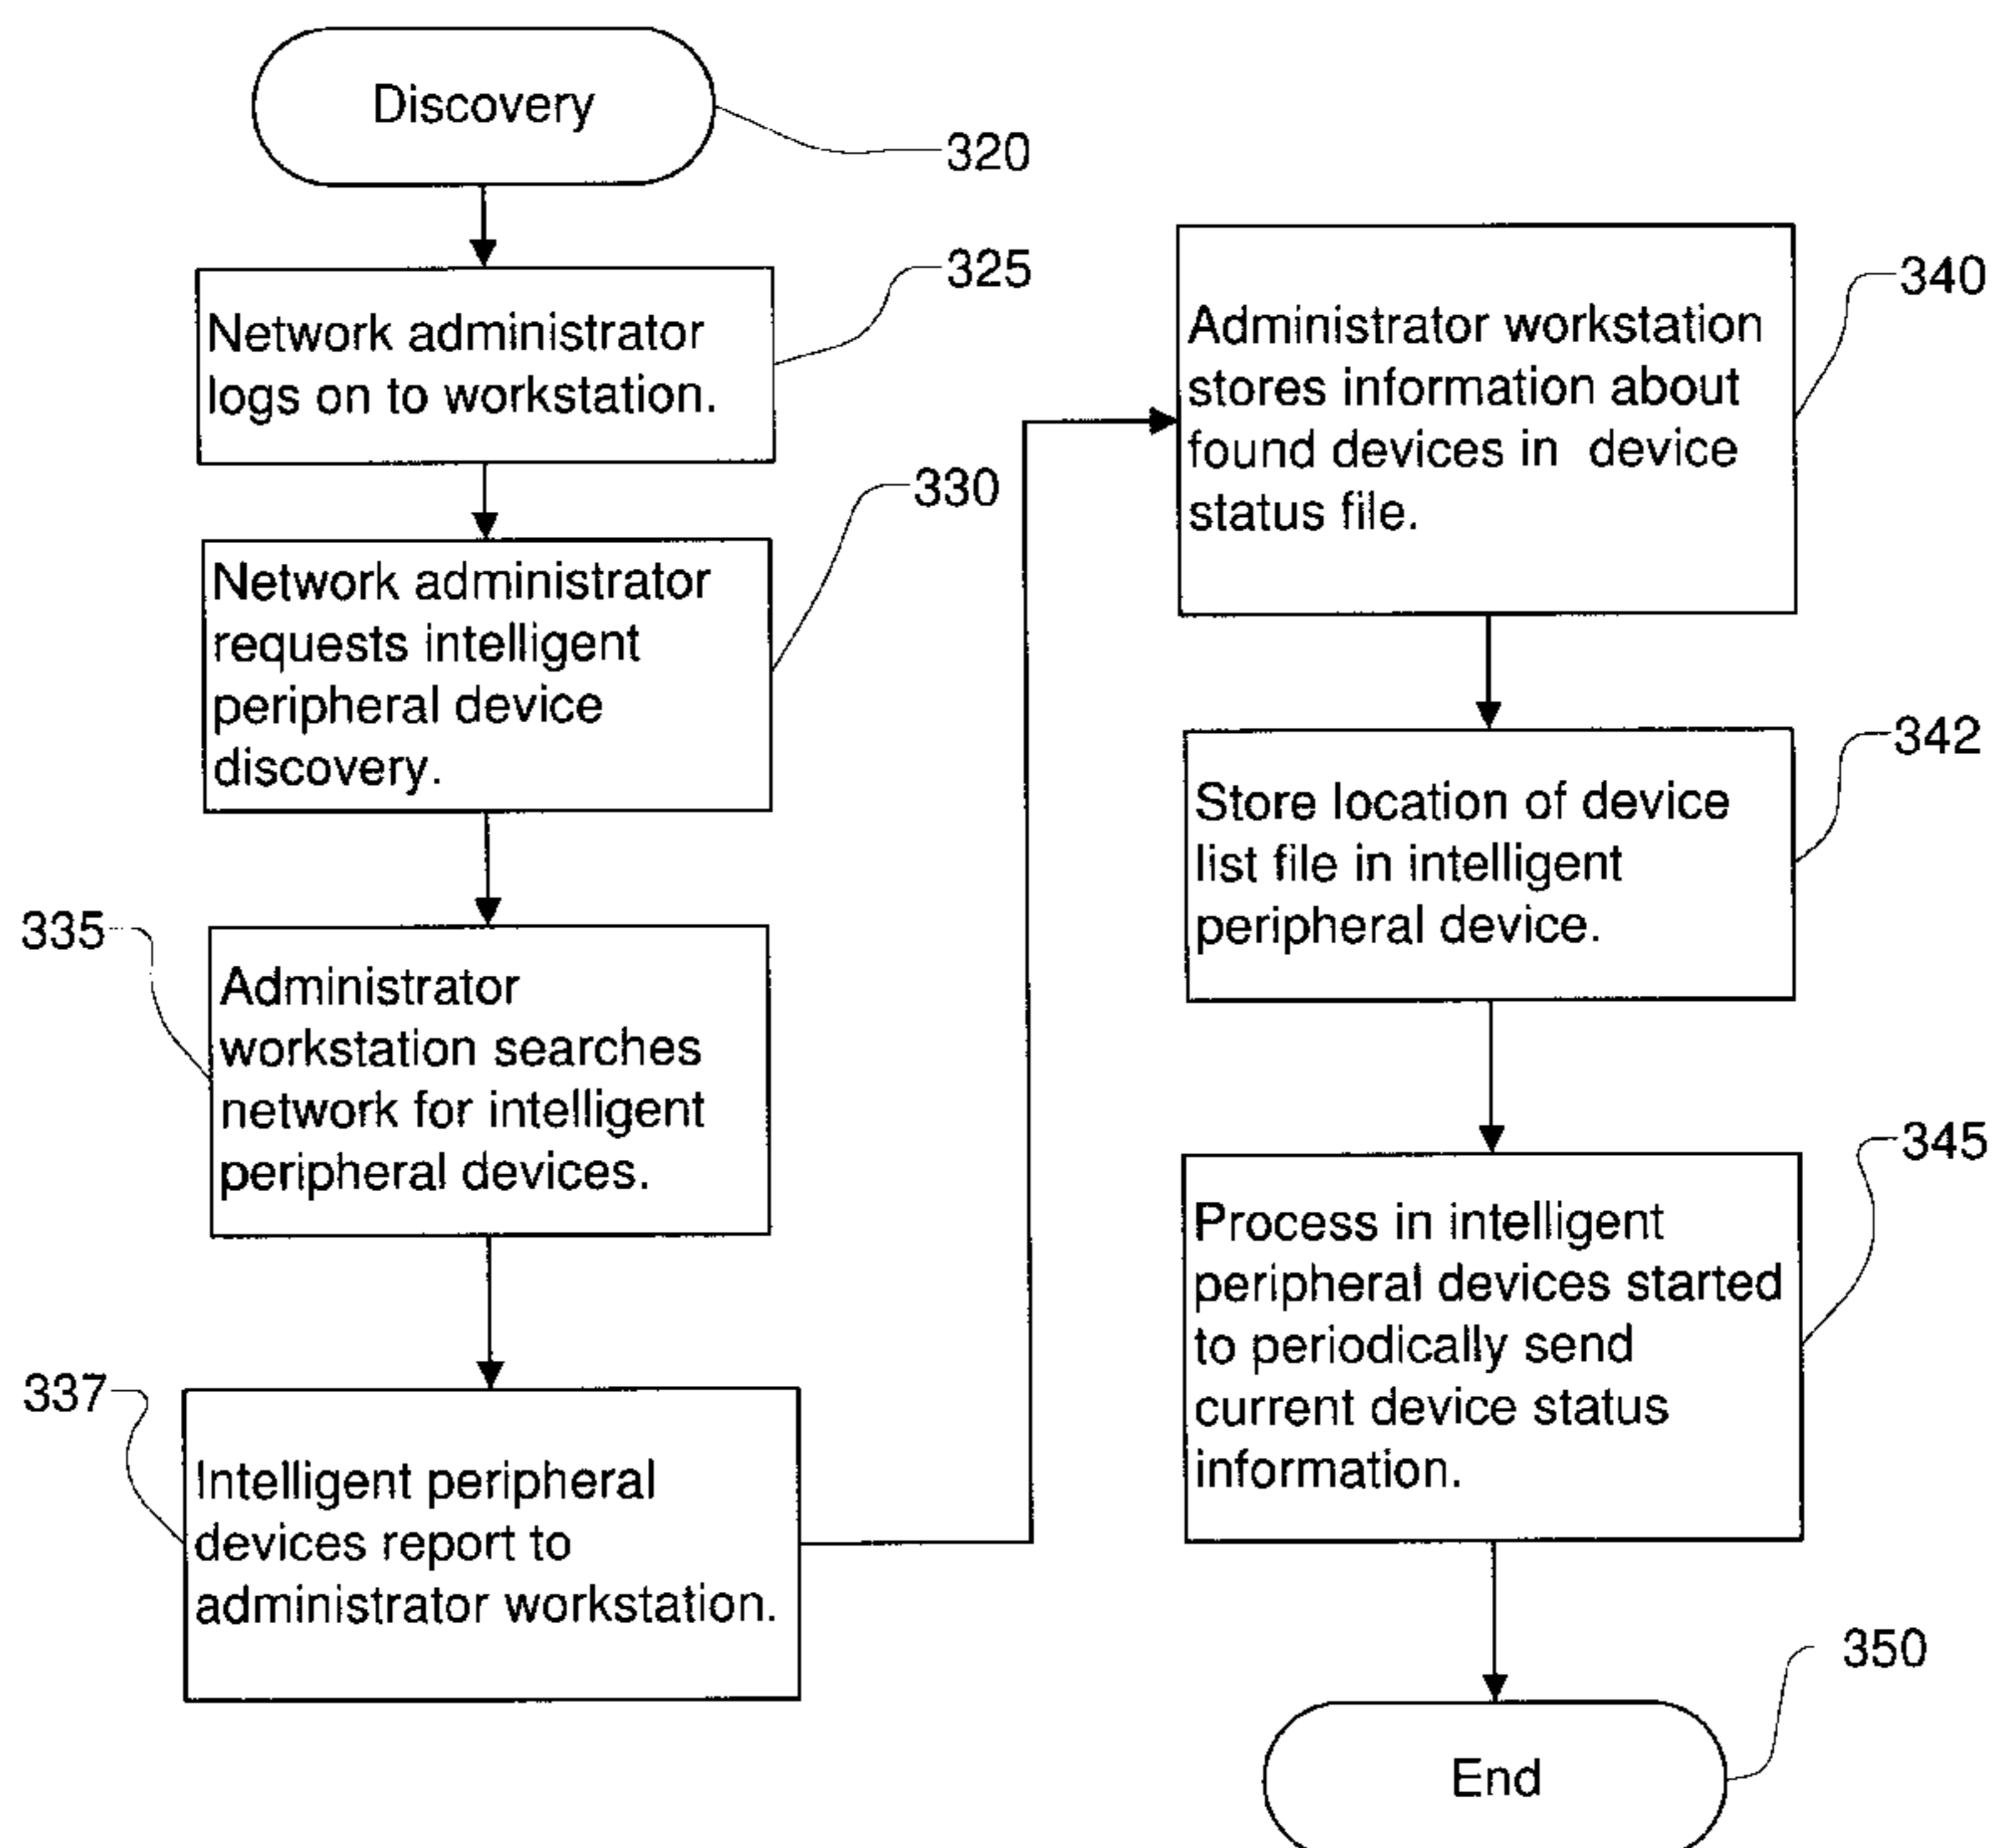 Discovery
320
Network administrator
logs on to workstation.
325
Network administrator
requests intelligent
peripheral device
discovery.
330
Administrator
workstation searches
network for intelligent
peripheral devices.
335
Intelligent peripheral
devices report to
administrator workstation.
337
Administrator workstation
stores information about
found devices in device
status file.
340
Store location of device
list file in intelligent
peripheral device.
342
Process in intelligent
peripheral devices started
to periodically send
current device status
information.
345
End
350